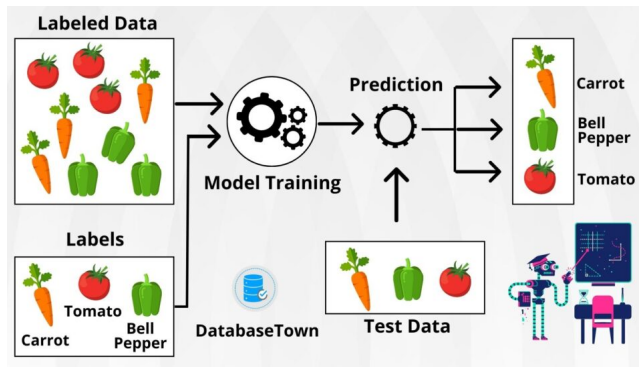 Labeled Data
Model Training
Prediction
Carrot
Bell
Pepper
Tomato
Labels
Carrot
Tomato
Bell
Pepper
DatabaseTown
Test Data